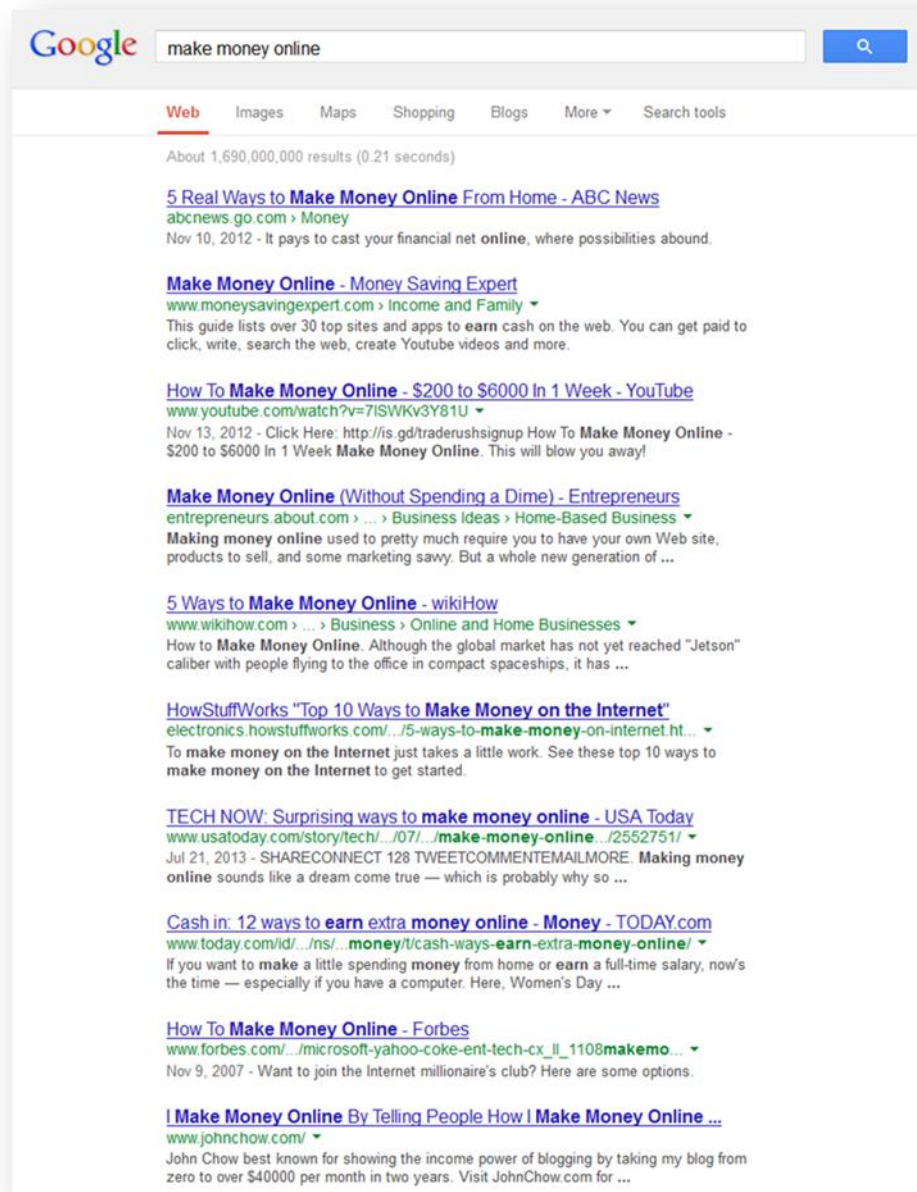 Google
make money online
Web Images Maps Shopping Blogs More Search tools
About 1,690,000,000 results (0.21 seconds)
5 Real Ways to Make Money Online From Home - ABC News
abcnews.go.com › Money
Nov 10, 2012 - It pays to cast your financial net online, where possibilities abound.
Make Money Online - Money Saving Expert
www.moneysavingexpert.com › Income and Family
This guide lists over 30 top sites and apps to earn cash on the web. You can get paid to
click, write, search the web, create Youtube videos and more.
How To Make Money Online - $200 to $6000 In 1 Week - YouTube
www.youtube.com/watch?v=7ISWKv3Y81U
Nov 13, 2012 - Click Here: http://is.gd/traderushsignup How To Make Money Online -
$200 to $6000 In 1 Week Make Money Online. This will blow you away!
Make Money Online (Without Spending a Dime) - Entrepreneurs
entrepreneurs.about.com › ... › Business Ideas › Home-Based Business
Making money online used to pretty much require you to have your own Web site,
products to sell, and some marketing savvy. But a whole new generation of ...
5 Ways to Make Money Online - wikiHow
www.wikihow.com › ... › Business › Online and Home Businesses
How to Make Money Online. Although the global market has not yet reached "Jetson"
caliber with people flying to the office in compact spaceships, it has ...
HowStuffWorks "Top 10 Ways to Make Money on the Internet"
electronics.howstuffworks.com/.../5-ways-to-make-money-on-internet.ht...
To make money on the Internet just takes a little work. See these top 10 ways to
make money on the Internet to get started.
TECH NOW: Surprising ways to make money online - USA Today
www.usatoday.com/story/tech/.../07/.../make-money-online.../2552751/
Jul 21, 2013 - SHARECONNECT 128 TWEETCOMMENTEMAILMORE. Making money
online sounds like a dream come true — which is probably why so ...
Cash in: 12 ways to earn extra money online - Money - TODAY.com
www.today.com/id/.../ns/...money/t/cash-ways-earn-extra-money-online/
If you want to make a little spending money from home or earn a full-time salary, now's
the time — especially if you have a computer. Here, Women's Day ...
How To Make Money Online - Forbes
www.forbes.com/.../microsoft-yahoo-coke-ent-tech-cx_ll_1108makemo...
Nov 9, 2007 - Want to join the Internet millionaire's club? Here are some options.
I Make Money Online By Telling People How I Make Money Online ...
www.johnchow.com/
John Chow best known for showing the income power of blogging by taking my blog from
zero to over $40000 per month in two years. Visit JohnChow.com for ...